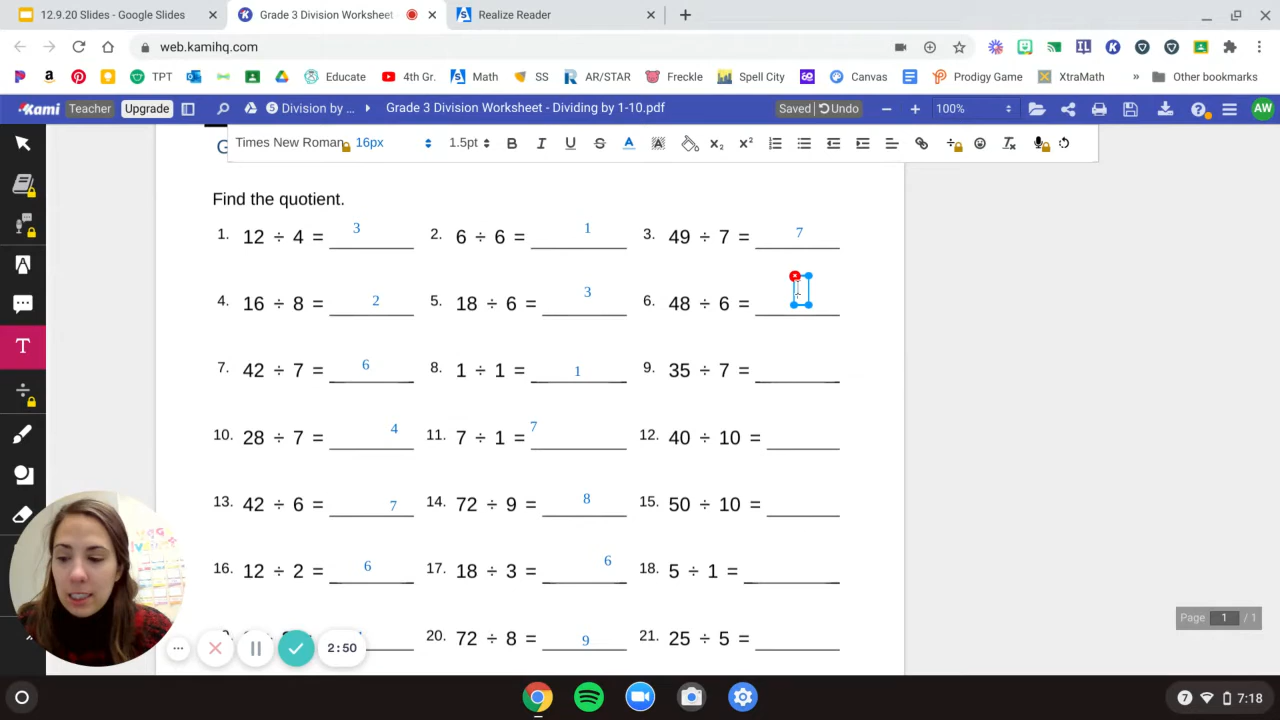 12.9.20 Slides - Google Slides
Grade 3 Division Worksheet
Realize Reader
web.kamihq.com
TPT
Educate
4th Gr.
Math
SS
AR/STAR
Freckle
Spell City
Canvas
Prodigy Game
XtraMath
»
Other bookmarks
Kami
Teacher
Upgrade
Division by ...
Grade 3 Division Worksheet - Dividing by 1-10.pdf
Saved
Undo
100%
AW
Times New Roman
16px
1.5pt
Find the quotient.
1. 12 ÷ 4 = 3
2. 6 ÷ 6 = 1
3. 49 ÷ 7 = 7
4. 16 ÷ 8 = 2
5. 18 ÷ 6 = 3
6. 48 ÷ 6 =
7. 42 ÷ 7 = 6
8. 1 ÷ 1 = 1
9. 35 ÷ 7 =
10. 28 ÷ 7 = 4
11. 7 ÷ 1 = 7
12. 40 ÷ 10 =
13. 42 ÷ 6 = 7
14. 72 ÷ 9 = 8
15. 50 ÷ 10 =
16. 12 ÷ 2 = 6
17. 18 ÷ 3 = 6
18. 5 ÷ 1 =
20. 72 ÷ 8 = 9
21. 25 ÷ 5 =
Page 1 / 1
2:50
7
7:18